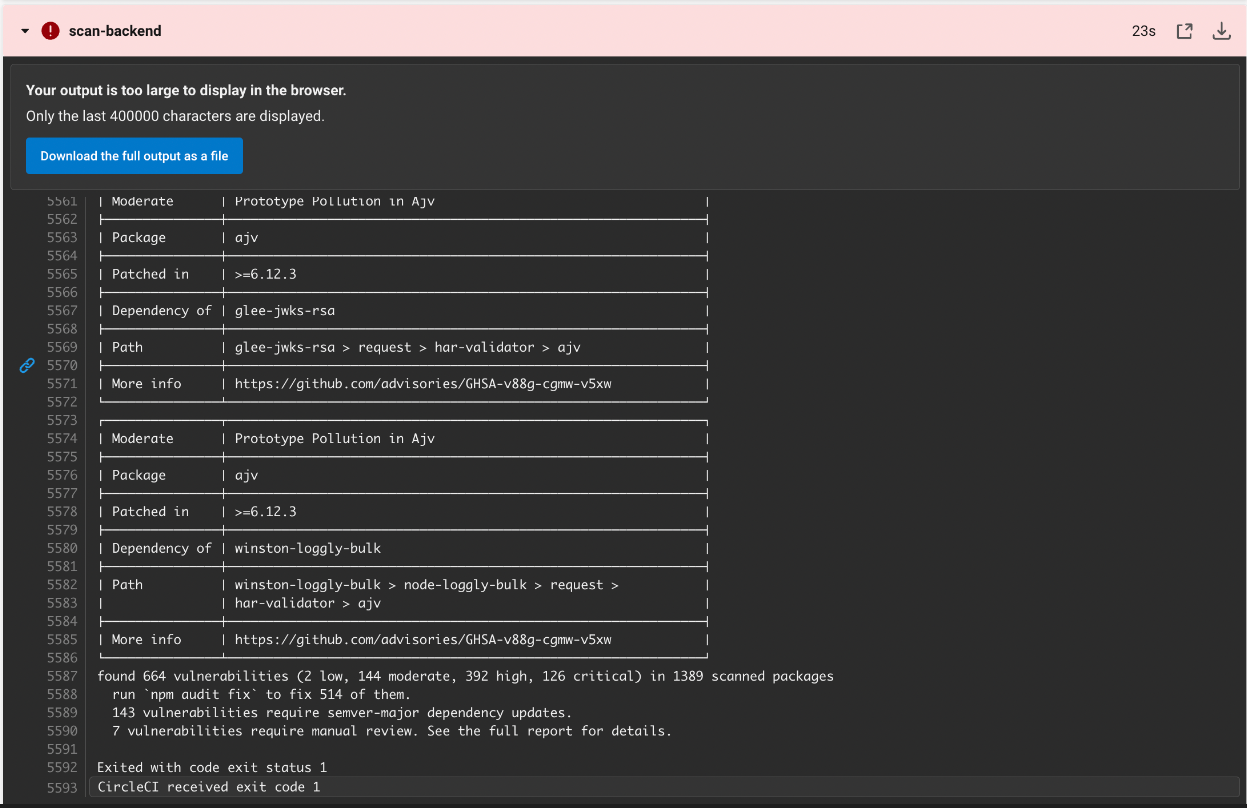 scan-backend 23s
Your output is too large to display in the browser.
Only the last 400000 characters are displayed.
Download the full output as a file
5561 | Moderate | Prototype Pollution in Ajv |
5562
5563 | Package | ajv |
5564
5565 | Patched in | >=6.12.3 |
5566
5567 | Dependency of | glee-jwks-rsa |
5568
5569 | Path | glee-jwks-rsa > request > har-validator > ajv |
5570
5571 | More info | https://github.com/advisories/GHSA-v88g-cgmw-v5xw |
5572
5573
5574 | Moderate | Prototype Pollution in Ajv |
5575
5576 | Package | ajv |
5577
5578 | Patched in | >=6.12.3 |
5579
5580 | Dependency of | winston-loggly-bulk |
5581
5582 | Path | winston-loggly-bulk > node-loggly-bulk > request > |
5583 | | har-validator > ajv |
5584
5585 | More info | https://github.com/advisories/GHSA-v88g-cgmw-v5xw |
5586
5587 found 664 vulnerabilities (2 low, 144 moderate, 392 high, 126 critical) in 1389 scanned packages
5588 run `npm audit fix` to fix 514 of them.
5589 143 vulnerabilities require semver-major dependency updates.
5590 7 vulnerabilities require manual review. See the full report for details.
5591
5592 Exited with code exit status 1
5593 CircleCI received exit code 1